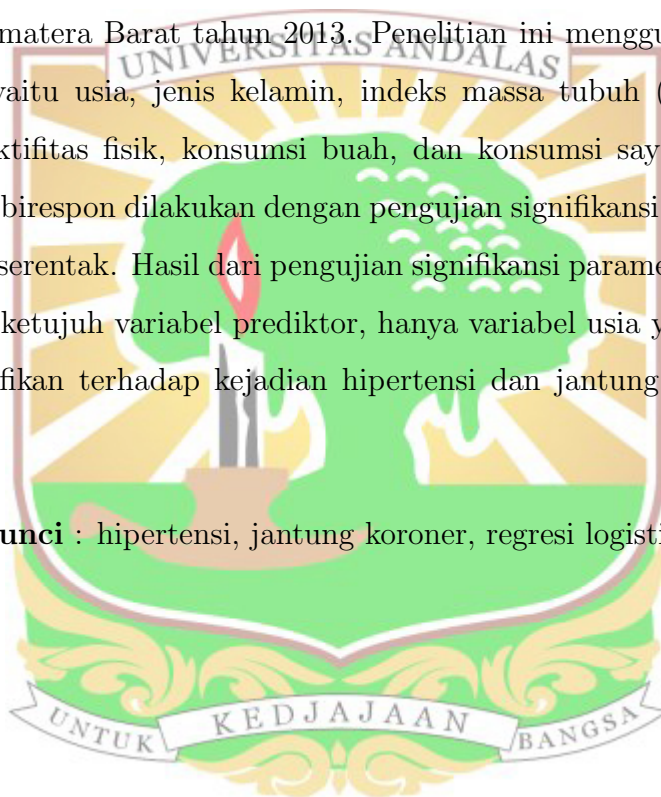 matera Barat tahun 2013. Penelitian ini menggu
UNIVERSITAS ANDALAS
yaitu usia, jenis kelamin, indeks massa tubuh (
ktifitas fisik, konsumsi buah, dan konsumsi say
birespon dilakukan dengan pengujian signifikansi
serentak. Hasil dari pengujian signifikansi parame
ketujuh variabel prediktor, hanya variabel usia y
fikan terhadap kejadian hipertensi dan jantung
unci : hipertensi, jantung koroner, regresi logisti
UNTUK KEDJAJAAN BANGSA